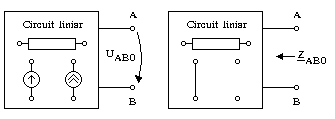 Circuit liniar
A
U_AB0
B
Circuit liniar
A
Z_AB0
B